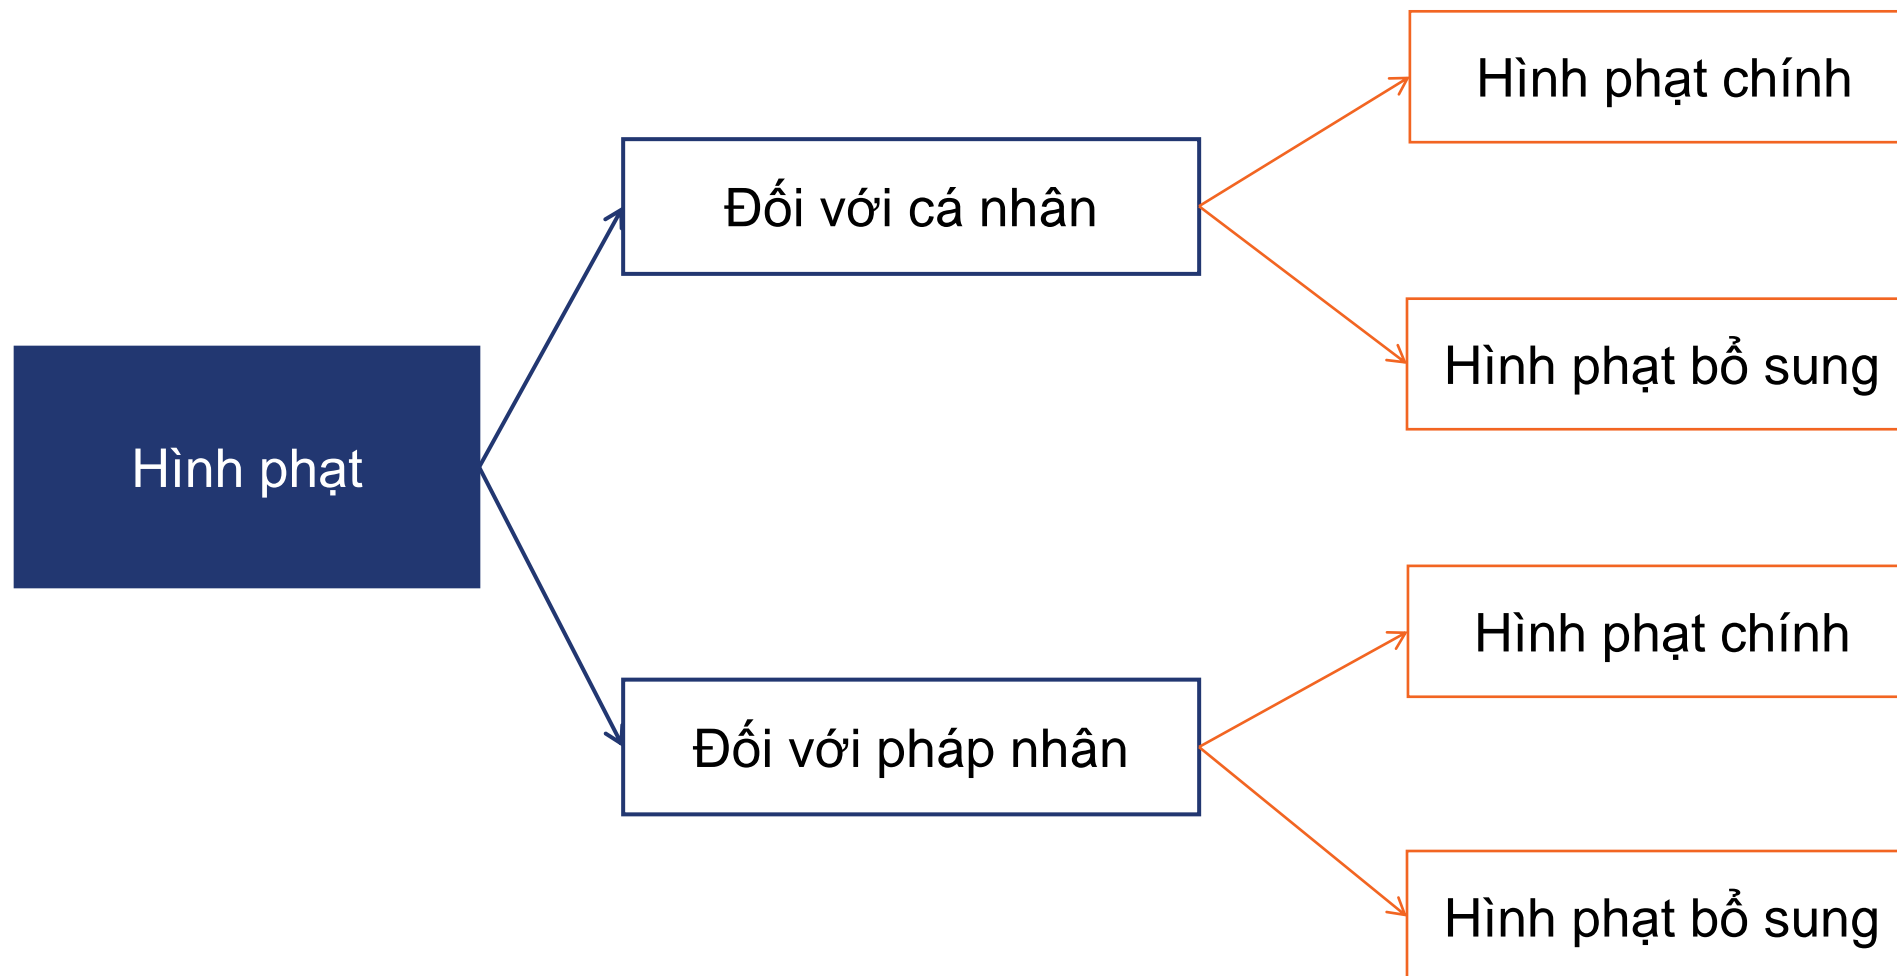 Hình phạt
Đối với cá nhân
Hình phạt chính
Hình phạt bổ sung
Đối với pháp nhân
Hình phạt chính
Hình phạt bổ sung